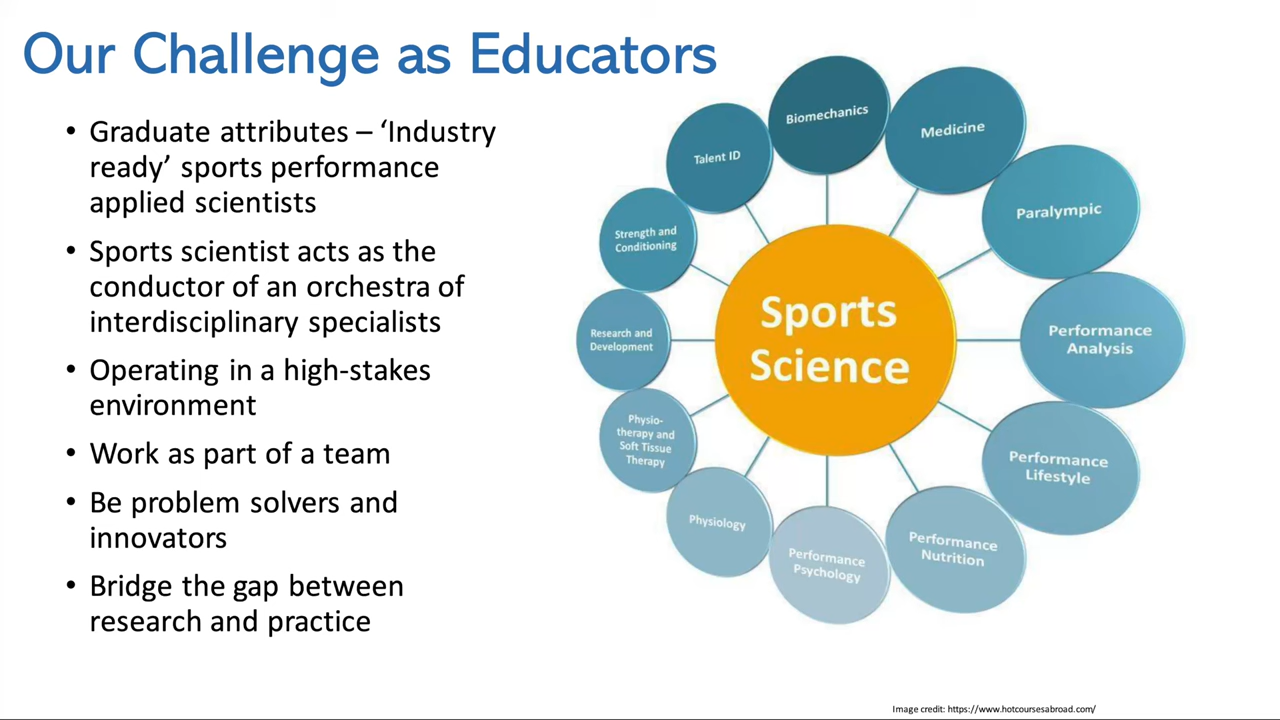 Our Challenge as Educators
• Graduate attributes – ‘Industry
ready’ sports performance
applied scientists
• Sports scientist acts as the
conductor of an orchestra of
interdisciplinary specialists
• Operating in a high-stakes
environment
• Work as part of a team
• Be problem solvers and
innovators
• Bridge the gap between
research and practice
Sports
Science
Biomechanics
Medicine
Paralympic
Performance
Analysis
Performance
Lifestyle
Performance
Nutrition
Performance
Psychology
Physiology
Physio-
therapy and
Soft Tissue
Therapy
Research and
Development
Strength and
Conditioning
Talent ID
Image credit: https://www.hotcoursesabroad.com/